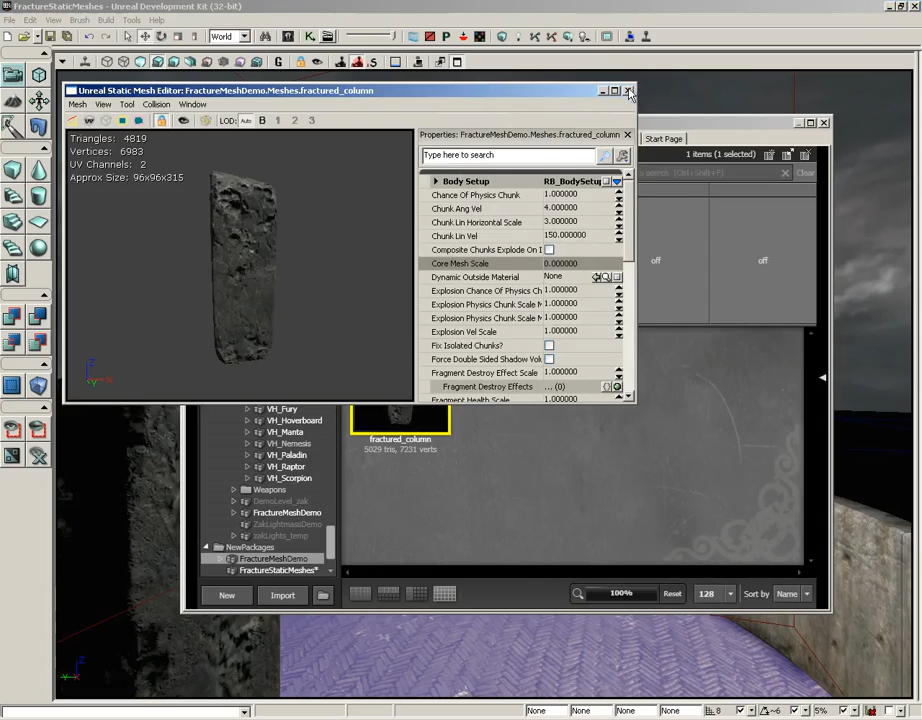 FractureStaticMeshes - Unreal Development Kit (32-bit)
File Edit View Brush Build Tools Help
World
G
Unreal Static Mesh Editor: FractureMeshDemo.Meshes.fractured_column
Mesh View Tool Collision Window
LOD: Auto B 1 2 3
Triangles: 4819
Vertices: 6983
UV Channels: 2
Approx Size: 96x96x315
Properties: FractureMeshDemo.Meshes.fractured_column
Type here to search
Body Setup RB_BodySetup
Chance Of Physics Chunk 1.000000
Chunk Ang Vel 4.000000
Chunk Lin Horizontal Scale 3.000000
Chunk Lin Vel 150.000000
Composite Chunks Explode On I
Core Mesh Scale 0.000000
Dynamic Outside Material None
Explosion Chance Of Physics Ch 1.000000
Explosion Physics Chunk Scale M 1.000000
Explosion Physics Chunk Scale M 1.000000
Explosion Vel Scale 1.000000
Fix Isolated Chunks?
Force Double Sided Shadow Vol
Fragment Destroy Effect Scale 1.000000
Fragment Destroy Effects ... (0)
Fragment Health Scale 1.000000
Start Page
1 items (1 selected)
search (Ctrl+Shift+F) Clear
off off
VH_Fury
VH_Hoverboard
VH_Manta
VH_Nemesis
VH_Paladin
VH_Raptor
VH_Scorpion
Weapons
DemoLevel_zak
FractureMeshDemo
ZakLightmassDemo
zakLights_temp
NewPackages
FractureMeshDemo
FractureStaticMeshes*
fractured_column
5029 tris, 7231 verts
New Import
100% Reset 128 Sort by Name
Z
X
Y
Z
Y
None None None None 8 ~6 5%